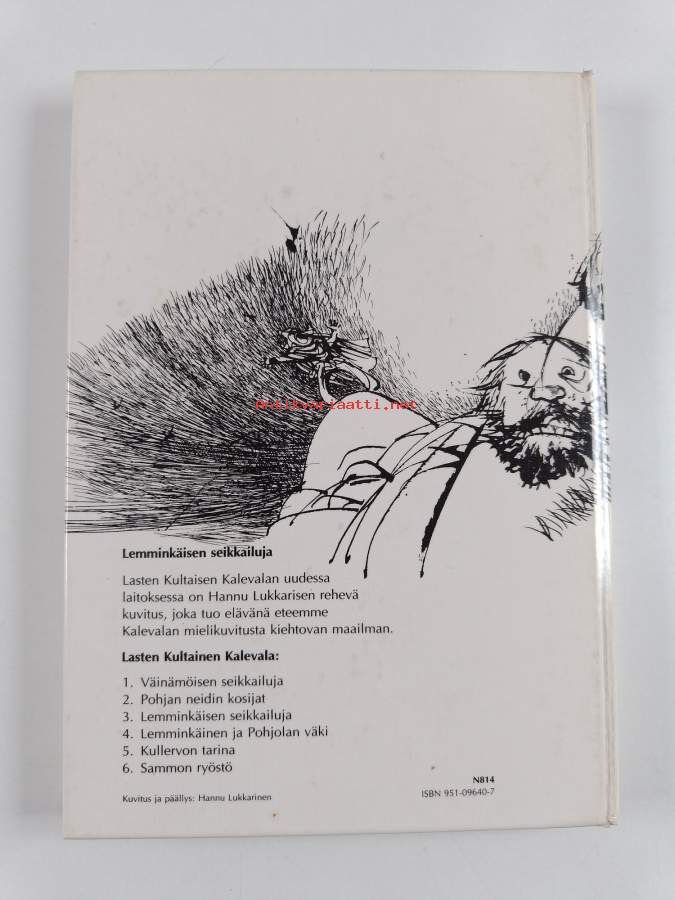 Antikvariaatti.net
Lemminkäisen seikkailuja
Lasten Kultaisen Kalevalan uudessa
laitoksessa on Hannu Lukkarisen rehevä
kuvitus, joka tuo elävänä eteemme
Kalevalan mielikuvitusta kiehtovan maailman.
Lasten Kultainen Kalevala:
1. Väinämöisen seikkailuja
2. Pohjan neidin kosijat
3. Lemminkäisen seikkailuja
4. Lemminkäinen ja Pohjolan väki
5. Kullervon tarina
6. Sammon ryöstö
N814
Kuvitus ja päällys: Hannu Lukkarinen
ISBN 951-09640-7